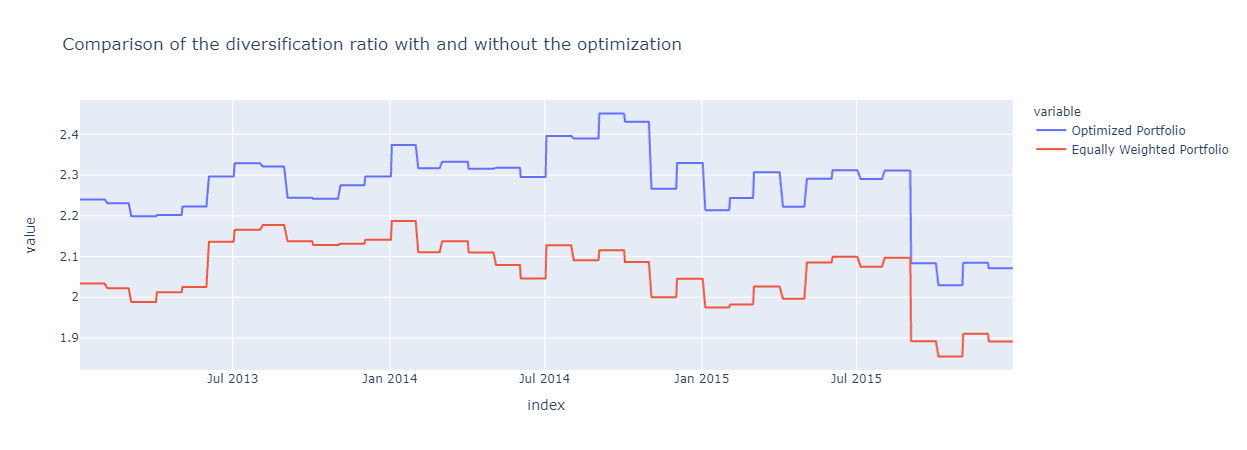 Comparison of the diversification ratio with and without the optimization
variable
Optimized Portfolio
Equally Weighted Portfolio
value
2.4
2.3
2.2
2.1
2
1.9
Jul 2013
Jan 2014
Jul 2014
Jan 2015
Jul 2015
index